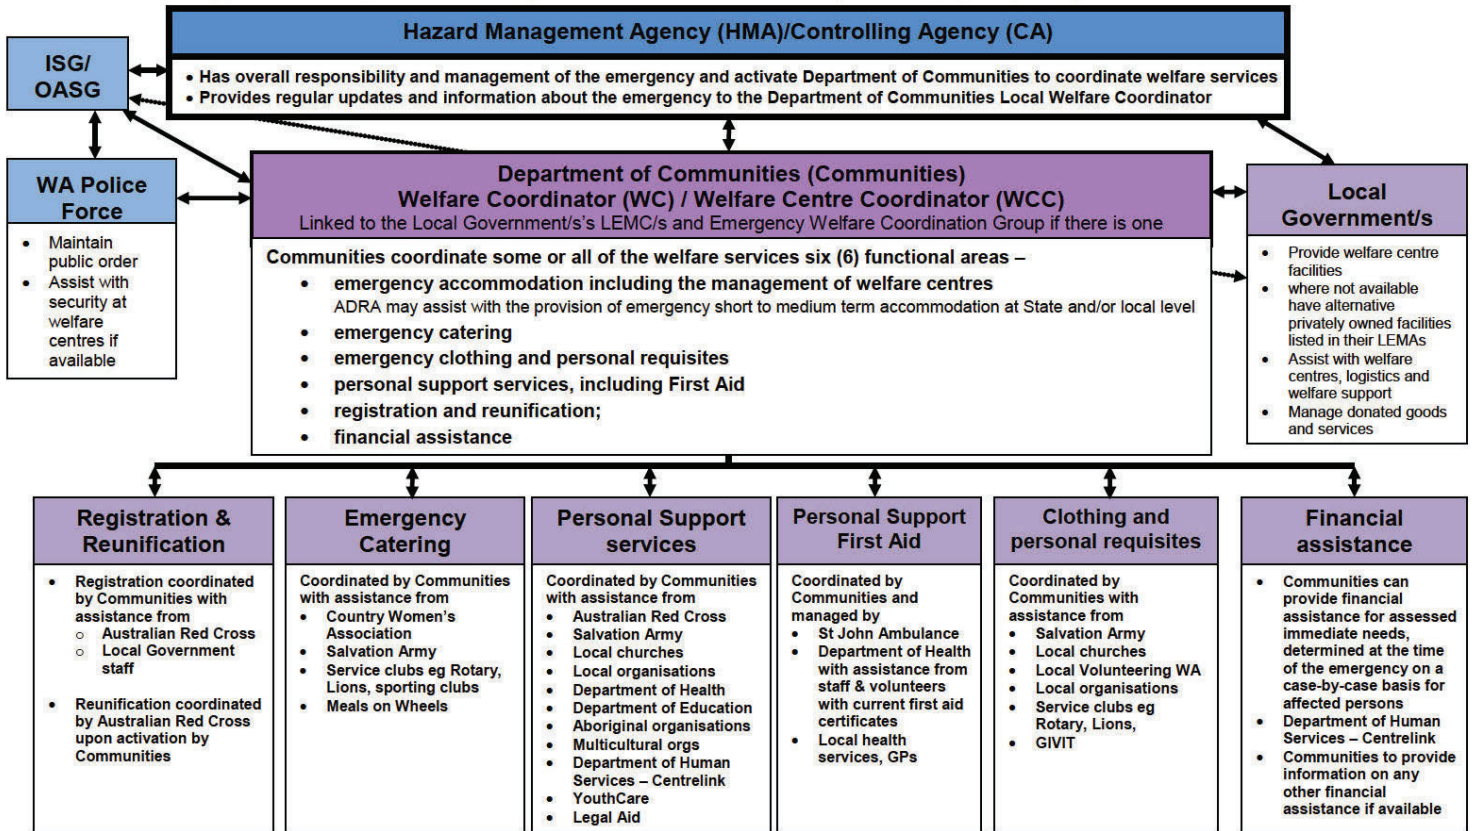 Hazard Management Agency (HMA)/Controlling Agency (CA)
• Has overall responsibility and management of the emergency and activate Department of Communities to coordinate welfare services
• Provides regular updates and information about the emergency to the Department of Communities Local Welfare Coordinator
ISG/
OASG
WA Police
Force
• Maintain
public order
• Assist with
security at
welfare
centres if
available
Department of Communities (Communities)
Welfare Coordinator (WC) / Welfare Centre Coordinator (WCC)
Linked to the Local Government/s's LEMC/s and Emergency Welfare Coordination Group if there is one
Communities coordinate some or all of the welfare services six (6) functional areas –
• emergency accommodation including the management of welfare centres
ADRA may assist with the provision of emergency short to medium term accommodation at State and/or local level
• emergency catering
• emergency clothing and personal requisites
• personal support services, including First Aid
• registration and reunification;
• financial assistance
Local
Government/s
• Provide welfare centre
facilities
• where not available
have alternative
privately owned facilities
listed in their LEMAs
• Assist with welfare
centres, logistics and
welfare support
• Manage donated goods
and services
Registration &
Reunification
• Registration coordinated
by Communities with
assistance from
o Australian Red Cross
o Local Government
staff
• Reunification coordinated
by Australian Red Cross
upon activation by
Communities
Emergency
Catering
Coordinated by Communities
with assistance from
• Country Women's
Association
• Salvation Army
• Service clubs eg Rotary,
Lions, sporting clubs
• Meals on Wheels
Personal Support
services
Coordinated by Communities
with assistance from
• Australian Red Cross
• Salvation Army
• Local churches
• Local organisations
• Department of Health
• Department of Education
• Aboriginal organisations
• Multicultural orgs
• Department of Human
Services – Centrelink
• YouthCare
• Legal Aid
Personal Support
First Aid
Coordinated by
Communities and
managed by
• St John Ambulance
• Department of Health
with assistance from
staff & volunteers
with current first aid
certificates
• Local health
services, GPs
Clothing and
personal requisites
Coordinated by
Communities with
assistance from
• Salvation Army
• Local churches
• Local Volunteering WA
• Local organisations
• Service clubs eg
Rotary, Lions,
• GIVIT
Financial
assistance
• Communities can
provide financial
assistance for assessed
immediate needs,
determined at the time
of the emergency on a
case-by-case basis for
affected persons
• Department of Human
Services – Centrelink
• Communities to provide
information on any
other financial
assistance if available